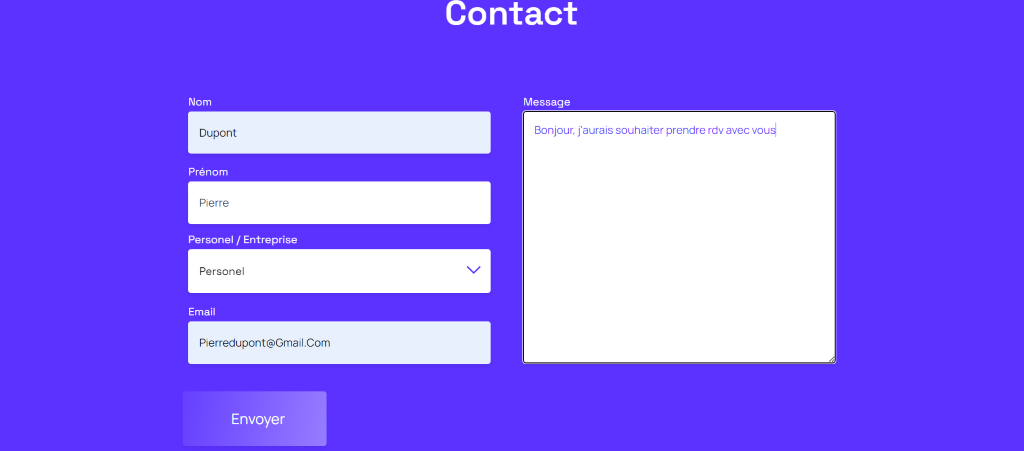 Contact
Nom
Dupont
Prénom
Pierre
Personel / Entreprise
Personel
Email
Pierredupont@Gmail.Com
Message
Bonjour, j'aurais souhaiter prendre rdv avec vous
Envoyer